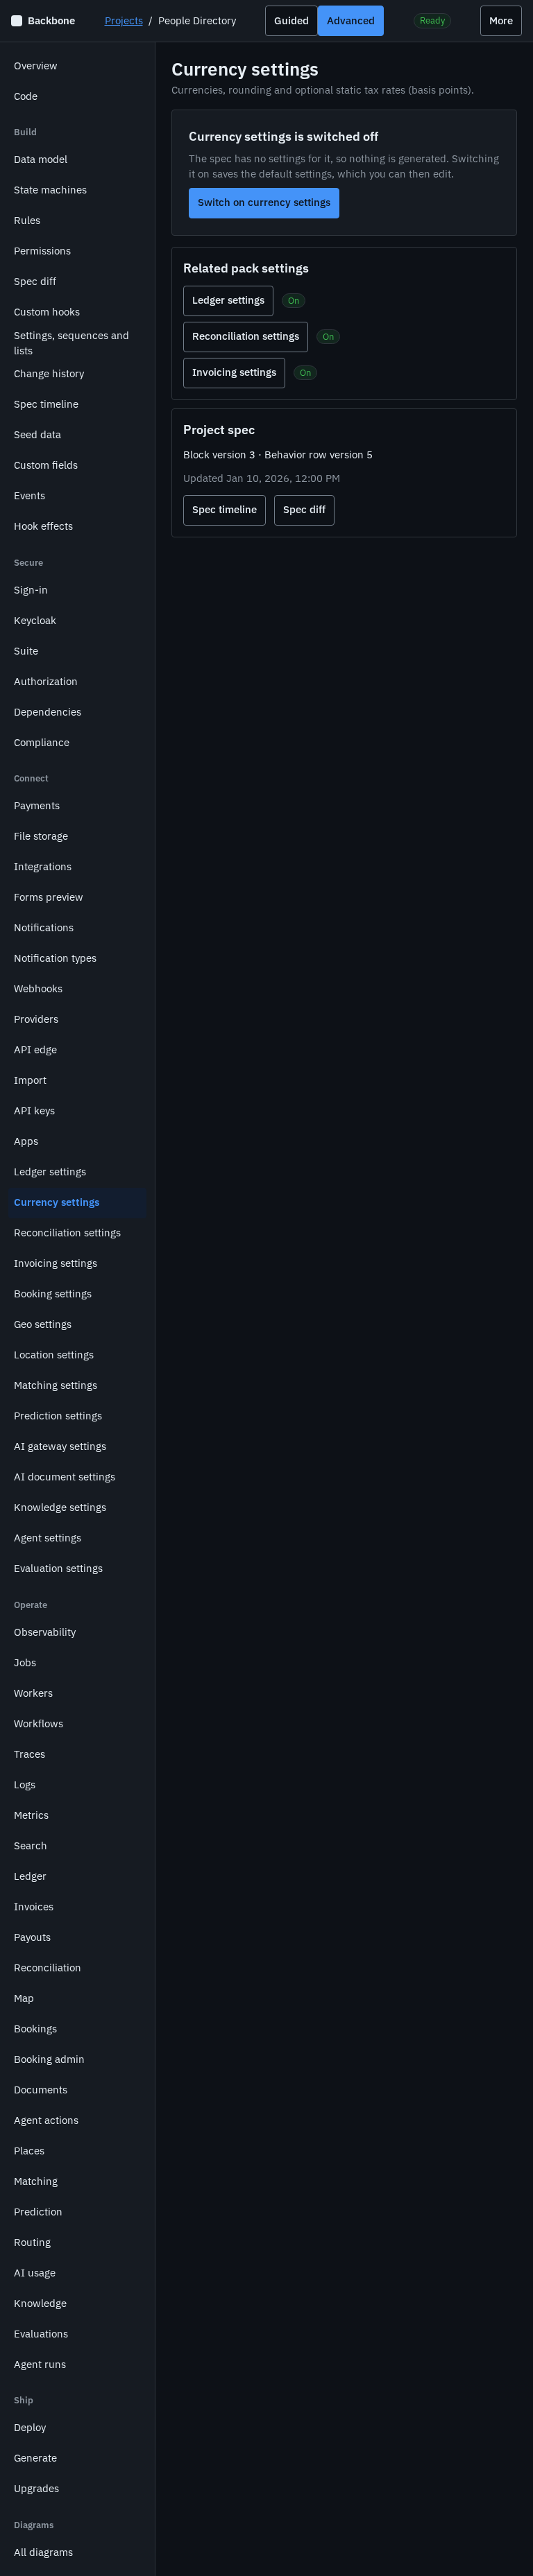 Backbone
Projects / People Directory
Guided
Advanced
Ready
More
Overview
Code
Build
Data model
State machines
Rules
Permissions
Spec diff
Custom hooks
Settings, sequences and
lists
Change history
Spec timeline
Seed data
Custom fields
Events
Hook effects
Secure
Sign-in
Keycloak
Suite
Authorization
Dependencies
Compliance
Connect
Payments
File storage
Integrations
Forms preview
Notifications
Notification types
Webhooks
Providers
API edge
Import
API keys
Apps
Ledger settings
Currency settings
Reconciliation settings
Invoicing settings
Booking settings
Geo settings
Location settings
Matching settings
Prediction settings
AI gateway settings
AI document settings
Knowledge settings
Agent settings
Evaluation settings
Operate
Observability
Jobs
Workers
Workflows
Traces
Logs
Metrics
Search
Ledger
Invoices
Payouts
Reconciliation
Map
Bookings
Booking admin
Documents
Agent actions
Places
Matching
Prediction
Routing
AI usage
Knowledge
Evaluations
Agent runs
Ship
Deploy
Generate
Upgrades
Diagrams
All diagrams
Currency settings
Currencies, rounding and optional static tax rates (basis points).
Currency settings is switched off
The spec has no settings for it, so nothing is generated. Switching
it on saves the default settings, which you can then edit.
Switch on currency settings
Related pack settings
Ledger settings On
Reconciliation settings On
Invoicing settings On
Project spec
Block version 3 · Behavior row version 5
Updated Jan 10, 2026, 12:00 PM
Spec timeline
Spec diff